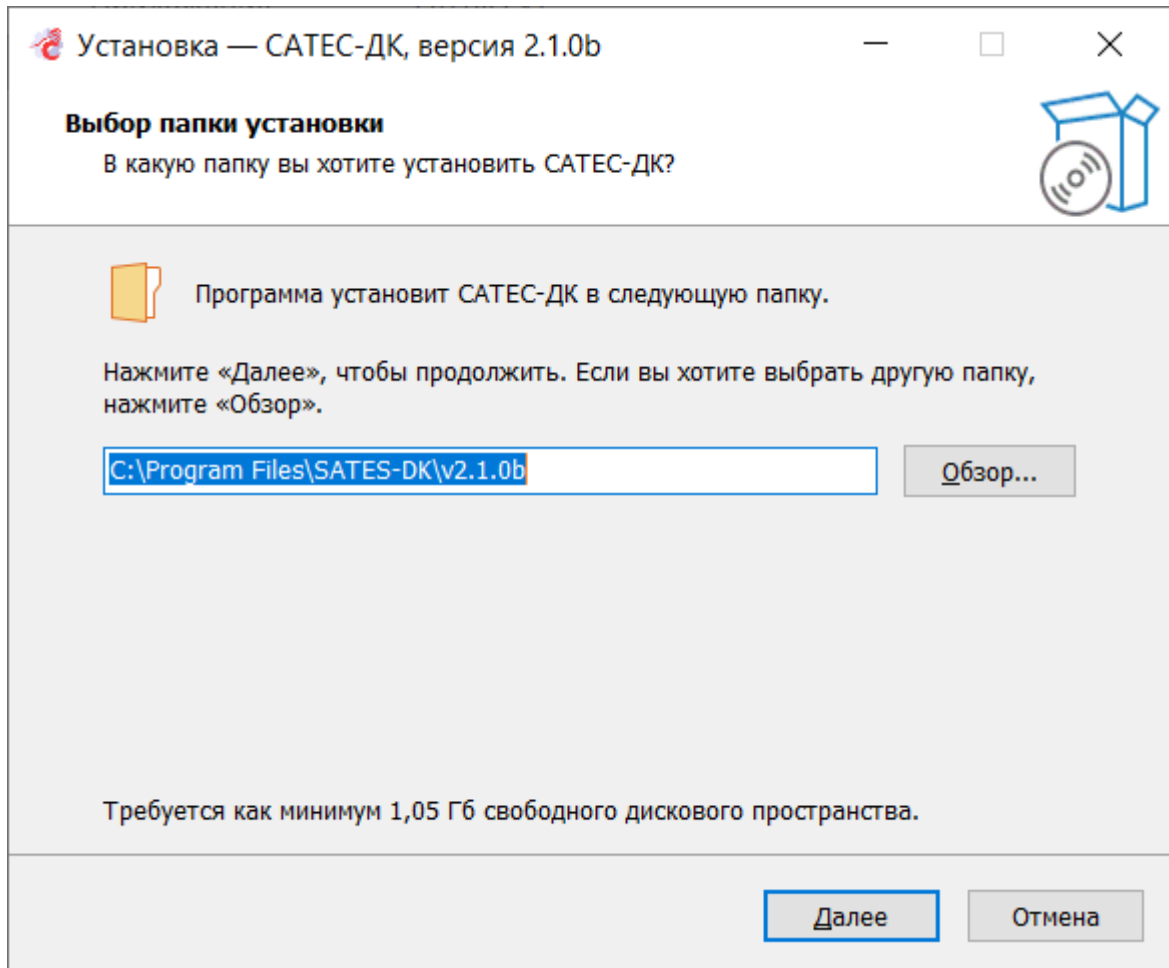 Установка — САТЕС-ДК, версия 2.1.0b
Выбор папки установки
В какую папку вы хотите установить САТЕС-ДК?
Программа установит САТЕС-ДК в следующую папку.
Нажмите «Далее», чтобы продолжить. Если вы хотите выбрать другую папку,
нажмите «Обзор».
C:\Program Files\SATES-DK\v2.1.0b
Обзор...
Требуется как минимум 1,05 Гб свободного дискового пространства.
Далее
Отмена